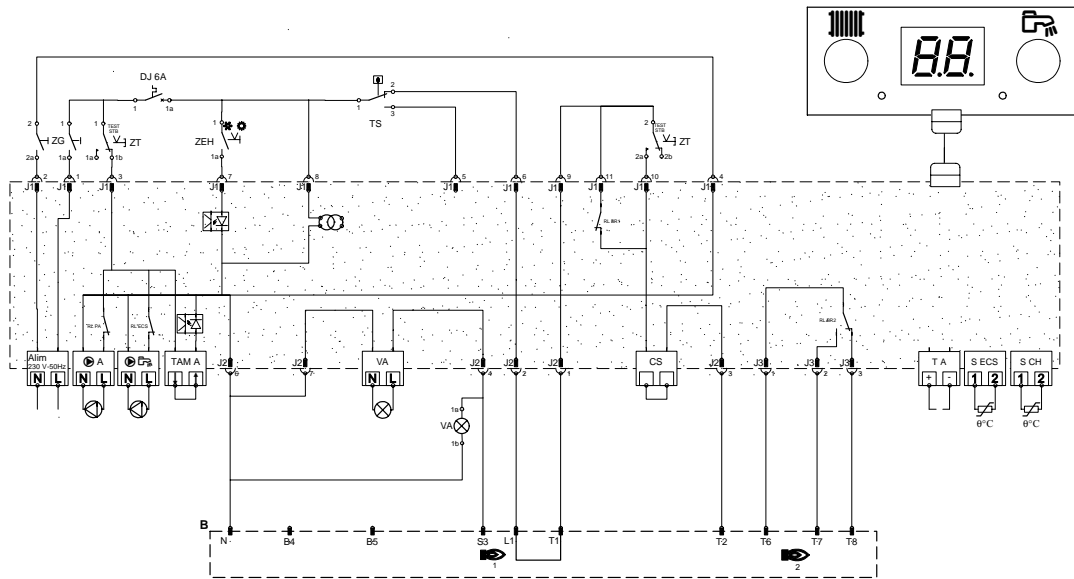 88
DJ 6A
1 1a
1 2 3
TS
2 1 1 TEST STB
ZG ZT
2a 1a 1a 1b
1
ZEH
1a
2 TEST STB
ZT
2a 2b
2 1 3 7 8 5 6 9 11 10 4
J1 J1 J1 J1 J1 J1 J1 J1 J1 J1 J1
RL BR1
RL PA
RL ECS
RL BR2
Alim
230 V-50Hz
N L
A
N L
N L
TAM A
J2 J2
VA
N L
J2 J2 J2
CS
J2 J3 J3 J3
T A
+ -
S ECS
1 2
S CH
1 2
6 7 4 2 1 3 1 2 3
θ°C θ°C
1a
VA
1b
B
N B4 B5 S3 L1 T1 T2 T6 T7 T8
1 2